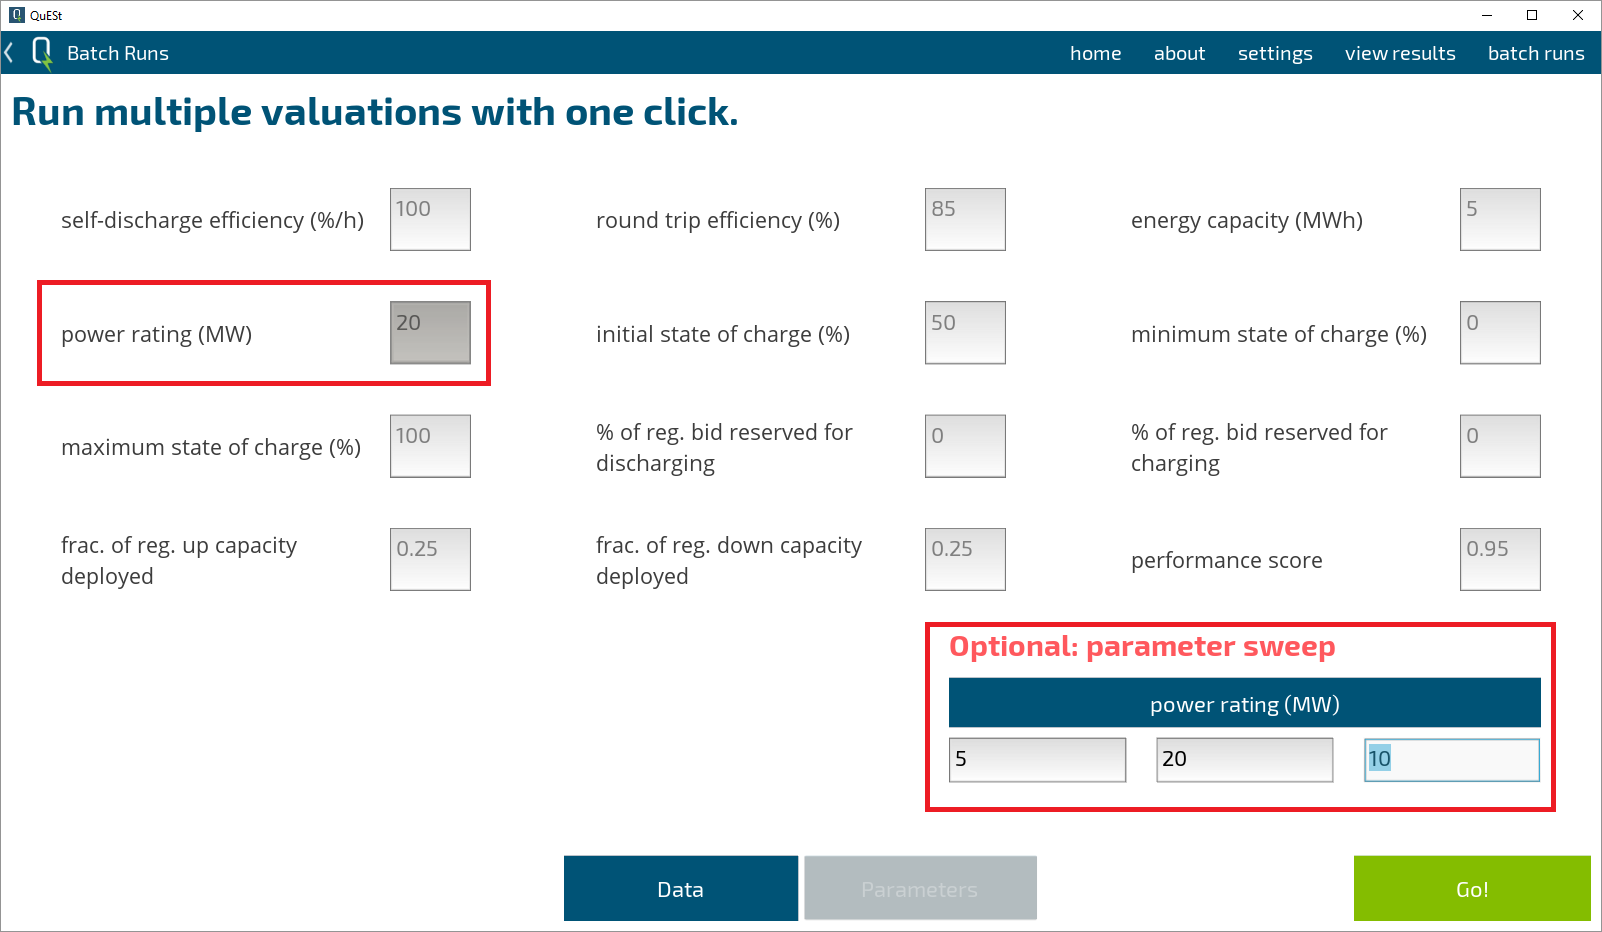 QuESt
Batch Runs
home
about
settings
view results
batch runs
Run multiple valuations with one click.
self-discharge efficiency (%/h)
100
round trip efficiency (%)
85
energy capacity (MWh)
5
power rating (MW)
20
initial state of charge (%)
50
minimum state of charge (%)
0
maximum state of charge (%)
100
% of reg. bid reserved for
discharging
0
% of reg. bid reserved for
charging
0
frac. of reg. up capacity
deployed
0.25
frac. of reg. down capacity
deployed
0.25
performance score
0.95
Optional: parameter sweep
power rating (MW)
5
20
10
Data
Parameters
Go!